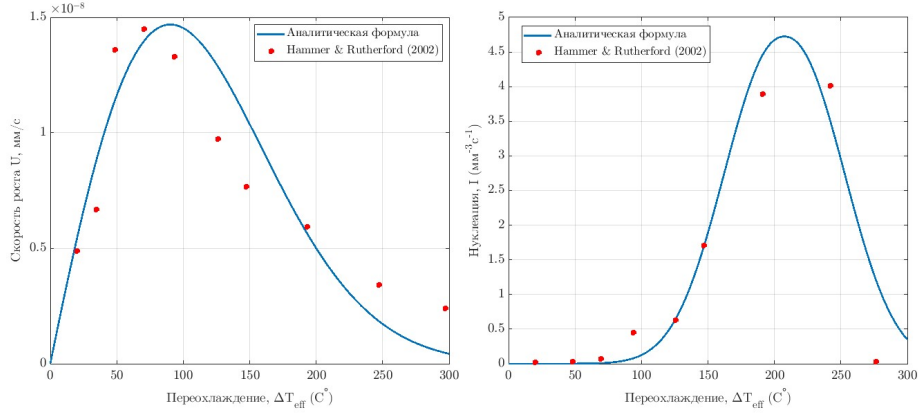 ×10⁻⁸
1.5
1
0.5
0
Скорость роста U, мм/с
Аналитическая формула
Hammer & Rutherford (2002)
0 50 100 150 200 250 300
Переохлаждение, ΔT_eff (C°)
5
4.5
4
3.5
3
2.5
2
1.5
1
0.5
0
Нуклеация, I (мм⁻³с⁻¹)
Аналитическая формула
Hammer & Rutherford (2002)
0 50 100 150 200 250 300
Переохлаждение, ΔT_eff (C°)